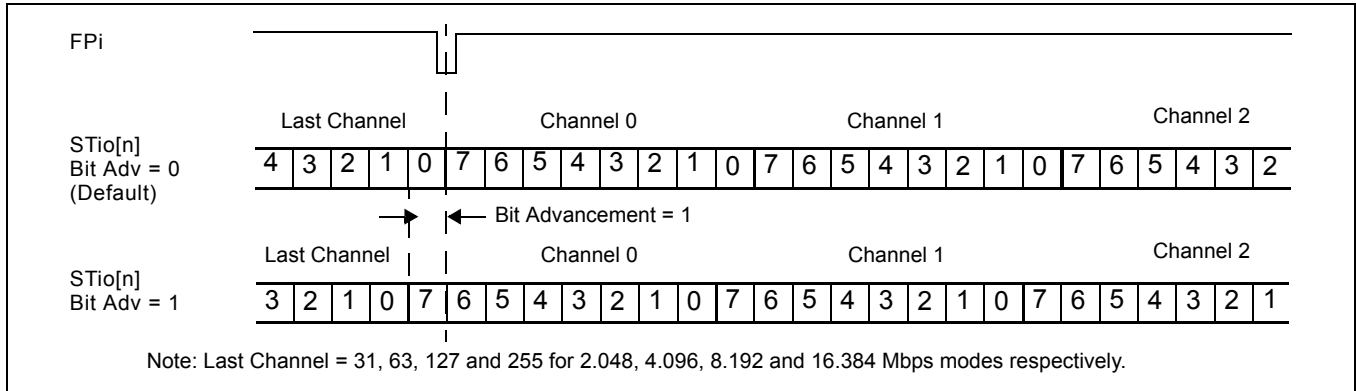 FPi
Last Channel Channel 0 Channel 1 Channel 2
STio[n]
Bit Adv = 0
(Default)
4 3 2 1 0 7 6 5 4 3 2 1 0 7 6 5 4 3 2 1 0 7 6 5 4 3 2
Bit Advancement = 1
Last Channel Channel 0 Channel 1 Channel 2
STio[n]
Bit Adv = 1
3 2 1 0 7 6 5 4 3 2 1 0 7 6 5 4 3 2 1 0 7 6 5 4 3 2 1
Note: Last Channel = 31, 63, 127 and 255 for 2.048, 4.096, 8.192 and 16.384 Mbps modes respectively.